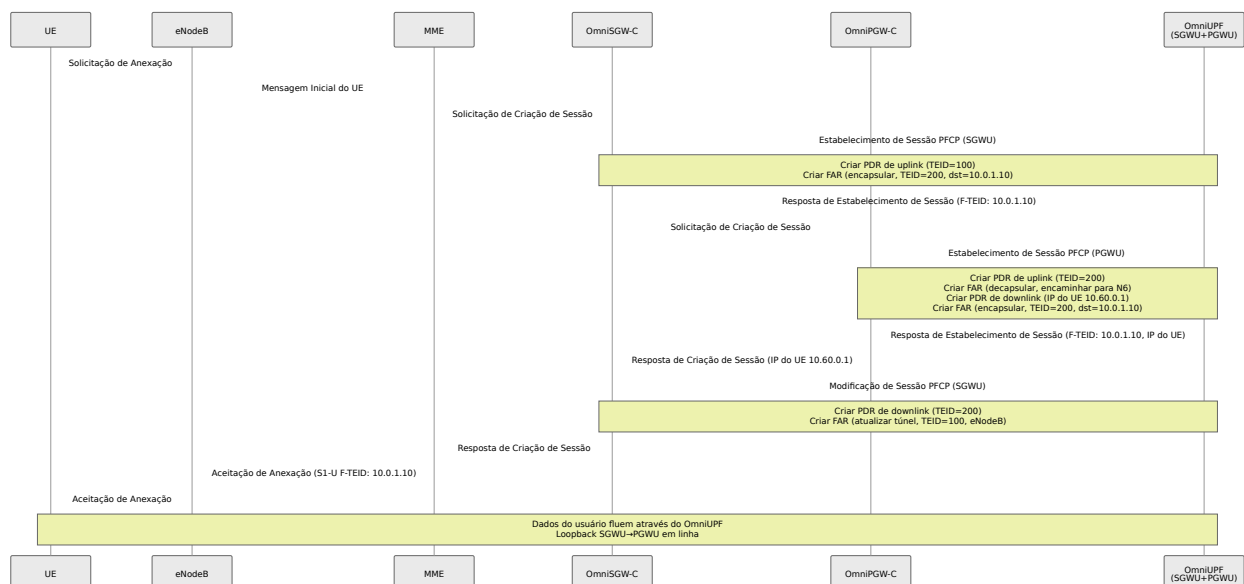 UE
eNodeB
MME
OmniSGW-C
OmniPGW-C
OmniUPF
(SGWU+PGWU)
Solicitação de Anexação
Mensagem Inicial do UE
Solicitação de Criação de Sessão
Estabelecimento de Sessão PFCP (SGWU)
Criar PDR de uplink (TEID=100)
Criar FAR (encapsular, TEID=200, dst=10.0.1.10)
Resposta de Estabelecimento de Sessão (F-TEID: 10.0.1.10)
Solicitação de Criação de Sessão
Estabelecimento de Sessão PFCP (PGWU)
Criar PDR de uplink (TEID=200)
Criar FAR (decapsular, encaminhar para N6)
Criar PDR de downlink (IP do UE 10.60.0.1)
Criar FAR (encapsular, TEID=200, dst=10.0.1.10)
Resposta de Estabelecimento de Sessão (F-TEID: 10.0.1.10, IP do UE)
Resposta de Criação de Sessão (IP do UE 10.60.0.1)
Modificação de Sessão PFCP (SGWU)
Criar PDR de downlink (TEID=200)
Criar FAR (atualizar túnel, TEID=100, eNodeB)
Resposta de Criação de Sessão
Aceitação de Anexação (S1-U F-TEID: 10.0.1.10)
Aceitação de Anexação
Dados do usuário fluem através do OmniUPF
Loopback SGWU→PGWU em linha
UE
eNodeB
MME
OmniSGW-C
OmniPGW-C
OmniUPF
(SGWU+PGWU)